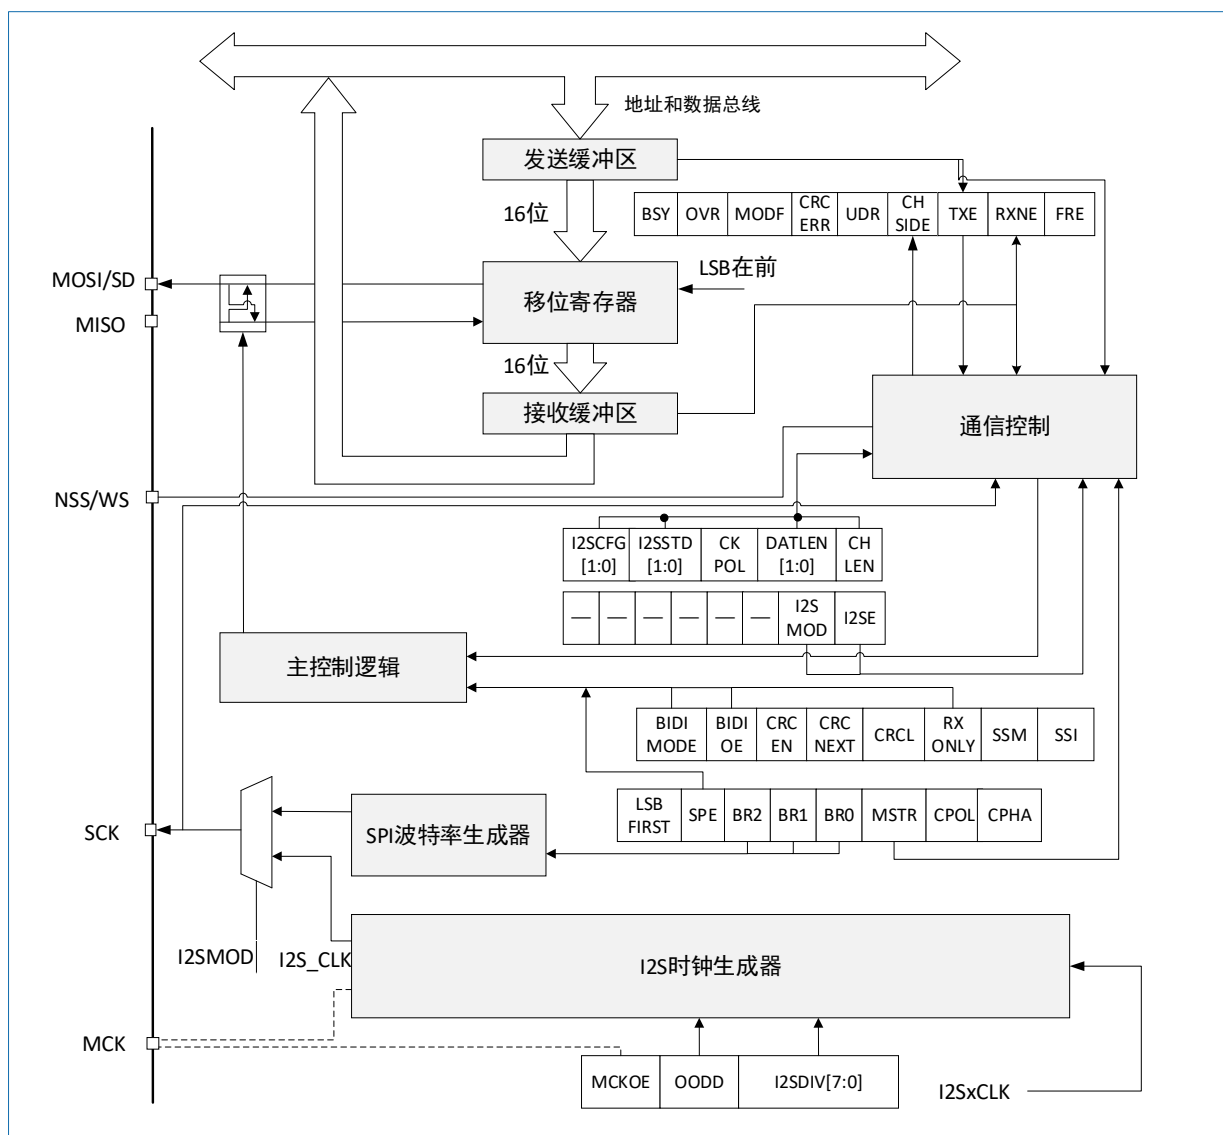 地址和数据总线
发送缓冲区
16位
BSY OVR MODF CRC ERR UDR CH SIDE TXE RXNE FRE
MOSI/SD
LSB在前
移位寄存器
MISO
16位
接收缓冲区
通信控制
NSS/WS
I2SCFG [1:0] I2SSTD [1:0] CK POL DATLEN [1:0] CH LEN
— — — — — — I2S MOD I2SE
主控制逻辑
BIDI MODE BIDI OE CRC EN CRC NEXT CRCL RX ONLY SSM SSI
LSB FIRST SPE BR2 BR1 BR0 MSTR CPOL CPHA
SCK
SPI波特率生成器
I2SMOD
I2S_CLK
I2S时钟生成器
MCK
MCKOE OODD I2SDIV[7:0]
I2SxCLK